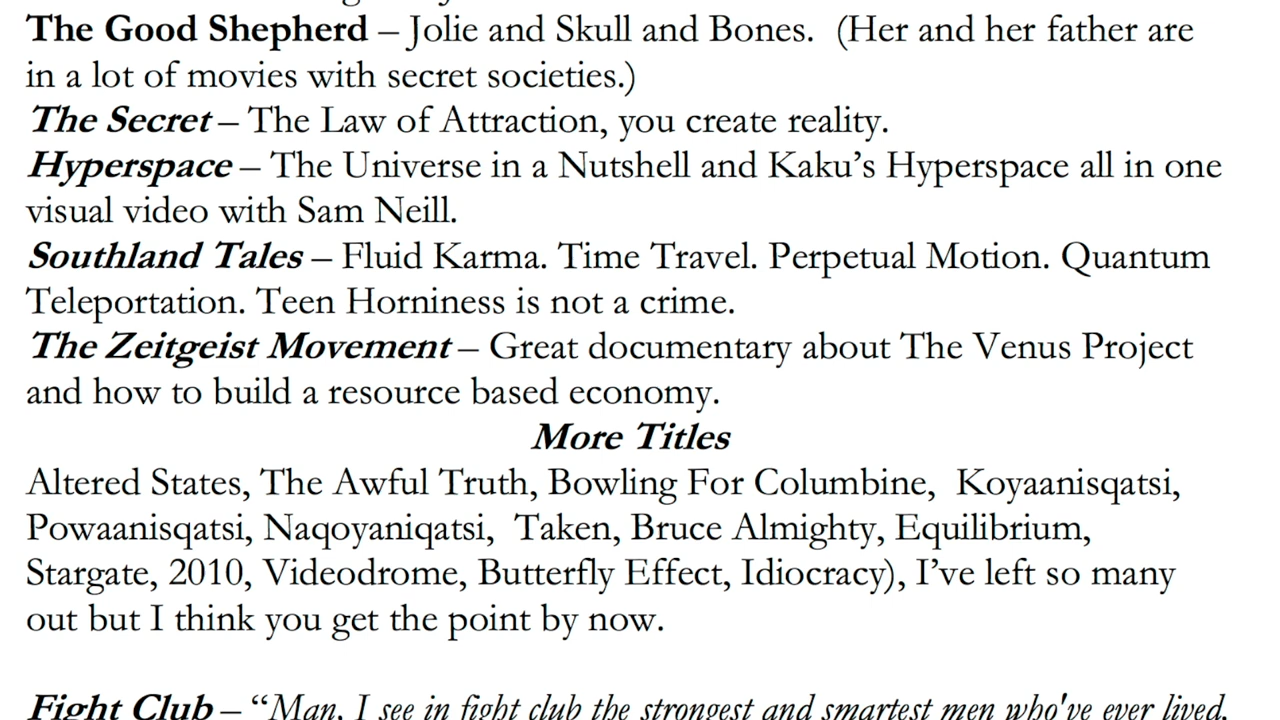 The Good Shepherd – Jolie and Skull and Bones.  (Her and her father are
in a lot of movies with secret societies.)
The Secret – The Law of Attraction, you create reality.
Hyperspace – The Universe in a Nutshell and Kaku’s Hyperspace all in one
visual video with Sam Neill.
Southland Tales – Fluid Karma. Time Travel. Perpetual Motion. Quantum
Teleportation. Teen Horniness is not a crime.
The Zeitgeist Movement – Great documentary about The Venus Project
and how to build a resource based economy.
More Titles
Altered States, The Awful Truth, Bowling For Columbine,  Koyaanisqatsi,
Powaanisqatsi, Naqoyaniqatsi,  Taken, Bruce Almighty, Equilibrium,
Stargate, 2010, Videodrome, Butterfly Effect, Idiocracy), I’ve left so many
out but I think you get the point by now.
Fight Club – “Man, I see in fight club the strongest and smartest men who've ever lived.